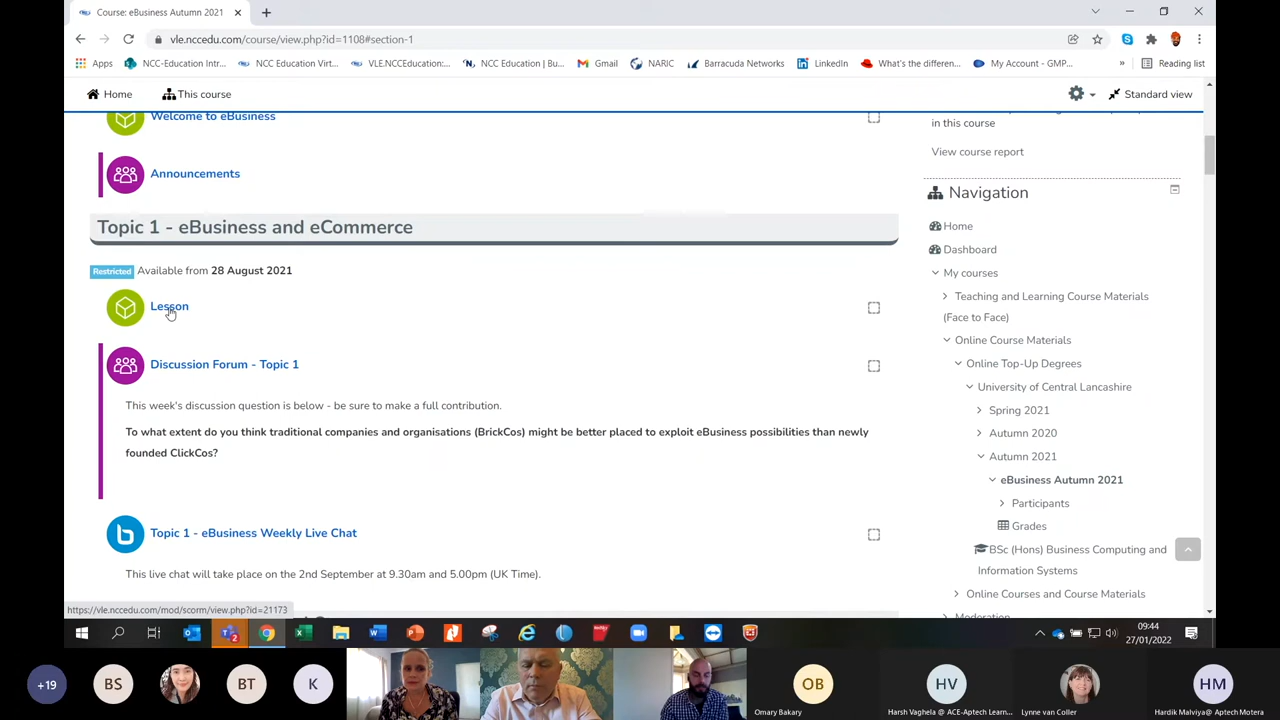 Course: eBusiness Autumn 2021
vle.nccedu.com/course/view.php?id=1108#section-1
Apps NCC-Education Intro... NCC Education Virt... VLE.NCCEducation:... NCC Education | Bu... Gmail NARIC Barracuda Networks LinkedIn What's the differen... My Account - GMP... » Reading list
Home This course Standard view
Welcome to eBusiness
Announcements
Topic 1 - eBusiness and eCommerce
Restricted Available from 28 August 2021
Lesson
Discussion Forum - Topic 1
This week's discussion question is below - be sure to make a full contribution.
To what extent do you think traditional companies and organisations (BrickCos) might be better placed to exploit eBusiness possibilities than newly
founded ClickCos?
Topic 1 - eBusiness Weekly Live Chat
This live chat will take place on the 2nd September at 9.30am and 5.00pm (UK Time).
https://vle.nccedu.com/mod/scorm/view.php?id=21173
in this course
View course report
Navigation
Home
Dashboard
My courses
Teaching and Learning Course Materials
(Face to Face)
Online Course Materials
Online Top-Up Degrees
University of Central Lancashire
Spring 2021
Autumn 2020
Autumn 2021
eBusiness Autumn 2021
Participants
Grades
BSc (Hons) Business Computing and
Information Systems
Online Courses and Course Materials
Moderation
09:44
27/01/2022
+19 BS BT K OB HV HM
Omary Bakary Harsh Vaghela @ ACE-Aptech Learn... Lynne van Coller Hardik Malviya@ Aptech Motera